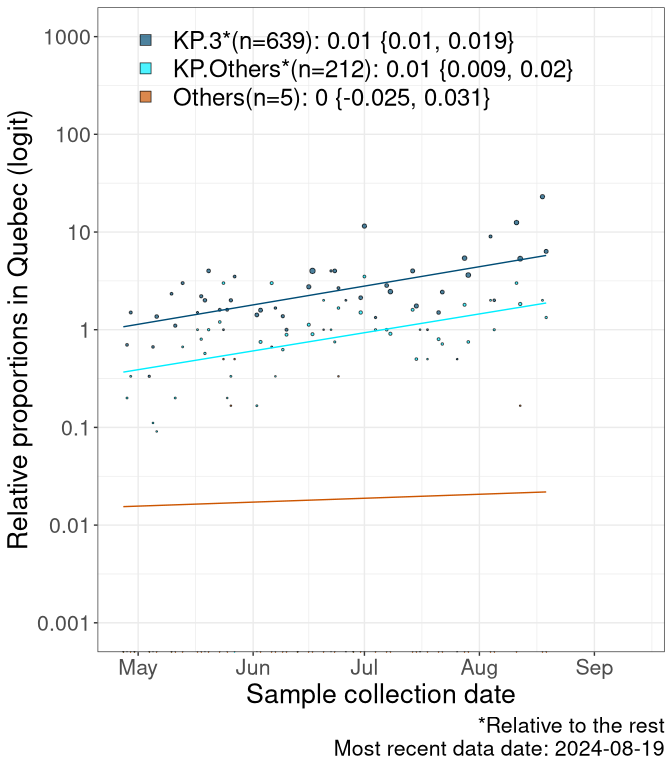 KP.3*(n=639): 0.01 {0.01, 0.019}
KP.Others*(n=212): 0.01 {0.009, 0.02}
Others(n=5): 0 {-0.025, 0.031}
Relative proportions in Quebec (logit)
1000
100
10
1
0.1
0.01
0.001
May Jun Jul Aug Sep
Sample collection date
*Relative to the rest
Most recent data date: 2024-08-19